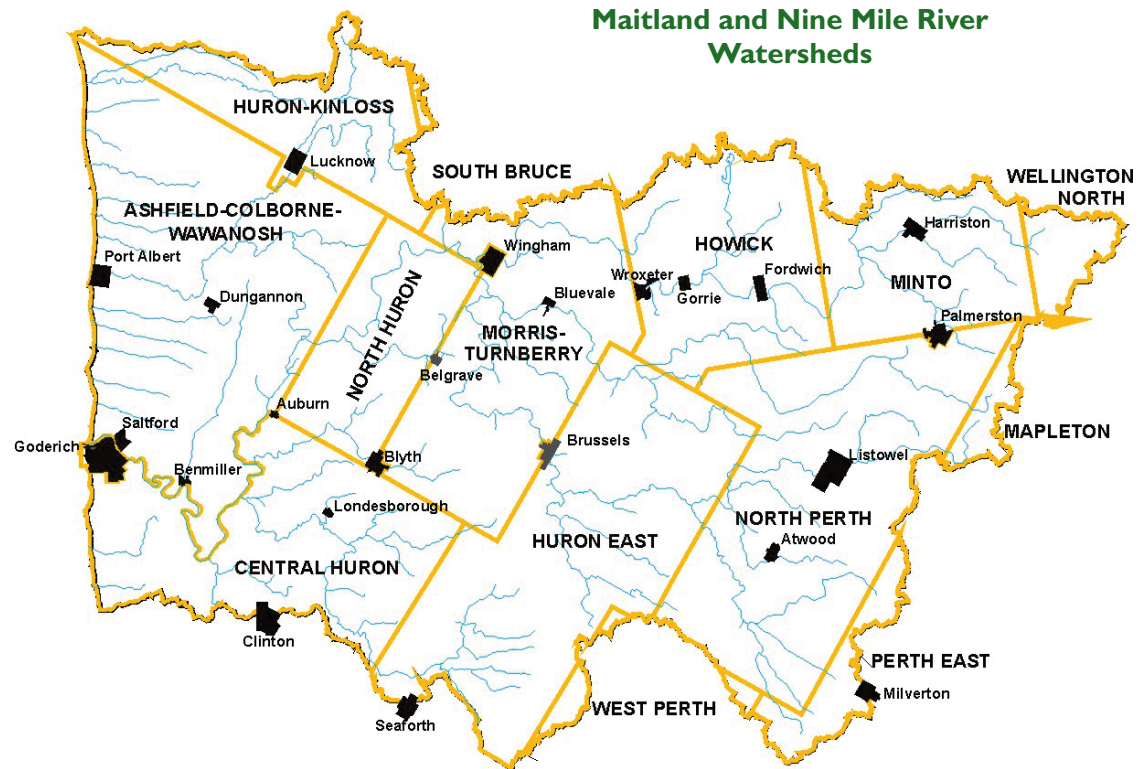 Maitland and Nine Mile River
Watersheds
HURON-KINLOSS
Lucknow
SOUTH BRUCE
WELLINGTON
NORTH
ASHFIELD-COLBORNE-
WAWANOSH
Harriston
Wingham
HOWICK
Port Albert
Wroxeter
Fordwich
MINTO
Dungannon
Bluevale
Gorrie
NORTH HURON
MORRIS-
TURNBERRY
Palmerston
Belgrave
Auburn
Saltford
Goderich
Brussels
MAPLETON
Benmiller
Blyth
Listowel
Londesborough
NORTH PERTH
HURON EAST
Atwood
CENTRAL HURON
Clinton
PERTH EAST
Milverton
WEST PERTH
Seaforth